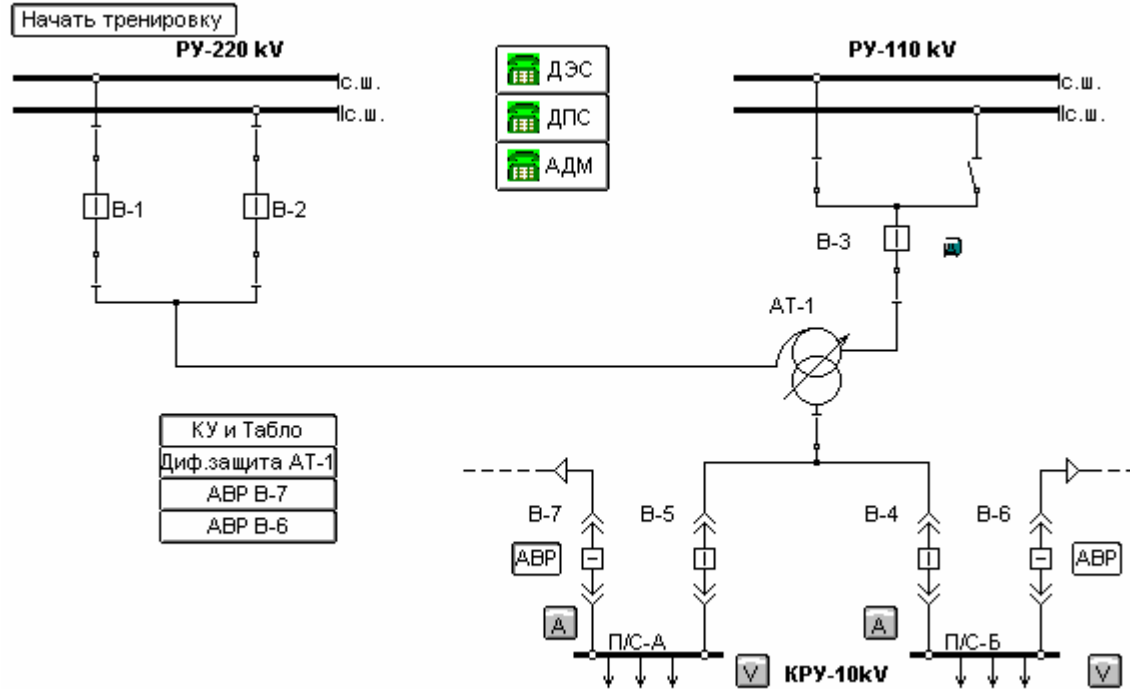 Начать тренировку
РУ-220 kV
РУ-110 kV
Iс.ш.
IIс.ш.
ДЭС
ДПС
АДМ
Iс.ш.
IIс.ш.
В-1
В-2
В-3
АТ-1
КУ и Табло
Диф.защита АТ-1
АВР В-7
АВР В-6
В-7
В-5
В-4
В-6
АВР
АВР
A
A
П/С-А
П/С-Б
V
КРУ-10kV
V